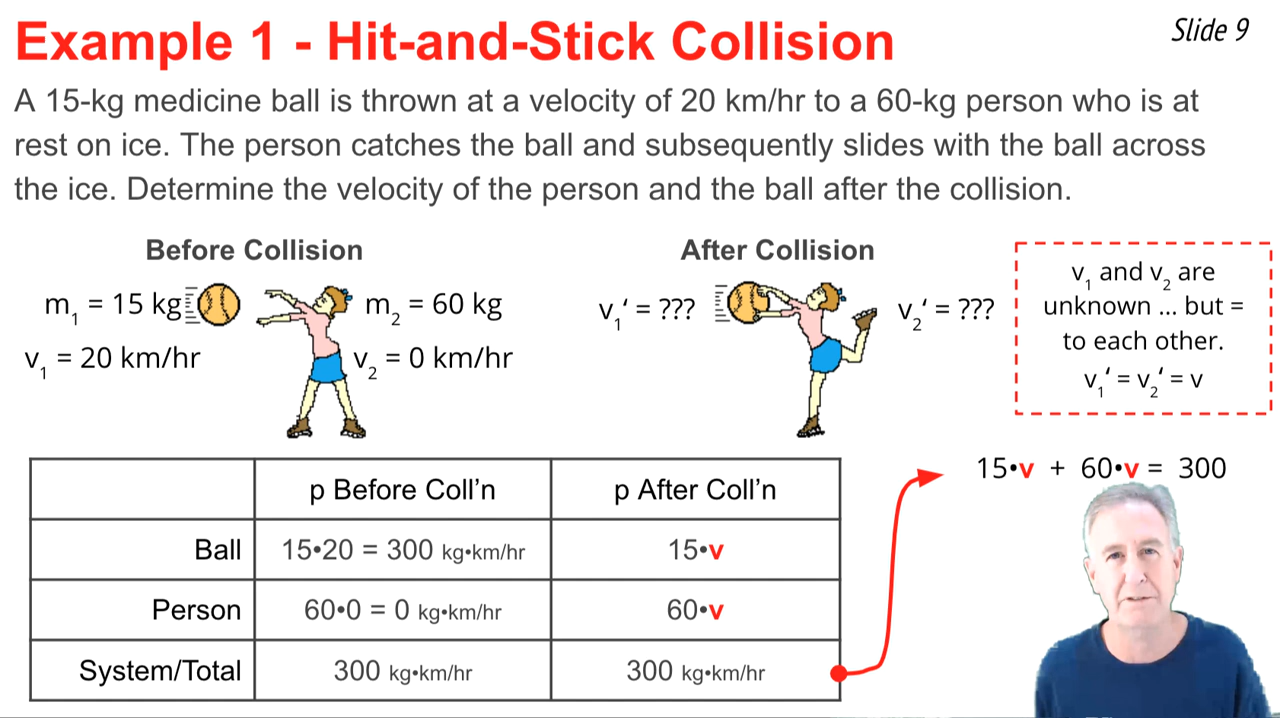 Example 1 - Hit-and-Stick Collision
Slide 9
A 15-kg medicine ball is thrown at a velocity of 20 km/hr to a 60-kg person who is at
rest on ice. The person catches the ball and subsequently slides with the ball across
the ice. Determine the velocity of the person and the ball after the collision.
Before Collision
m₁ = 15 kg
m₂ = 60 kg
v₁ = 20 km/hr
v₂ = 0 km/hr
After Collision
v₁‘ = ???
v₂‘ = ???
v₁ and v₂ are
unknown ... but =
to each other.
v₁‘ = v₂‘ = v
p Before Coll’n
p After Coll’n
Ball
15•20 = 300 kg•km/hr
15•v
Person
60•0 = 0 kg•km/hr
60•v
System/Total
300 kg•km/hr
300 kg•km/hr
15•v + 60•v = 300